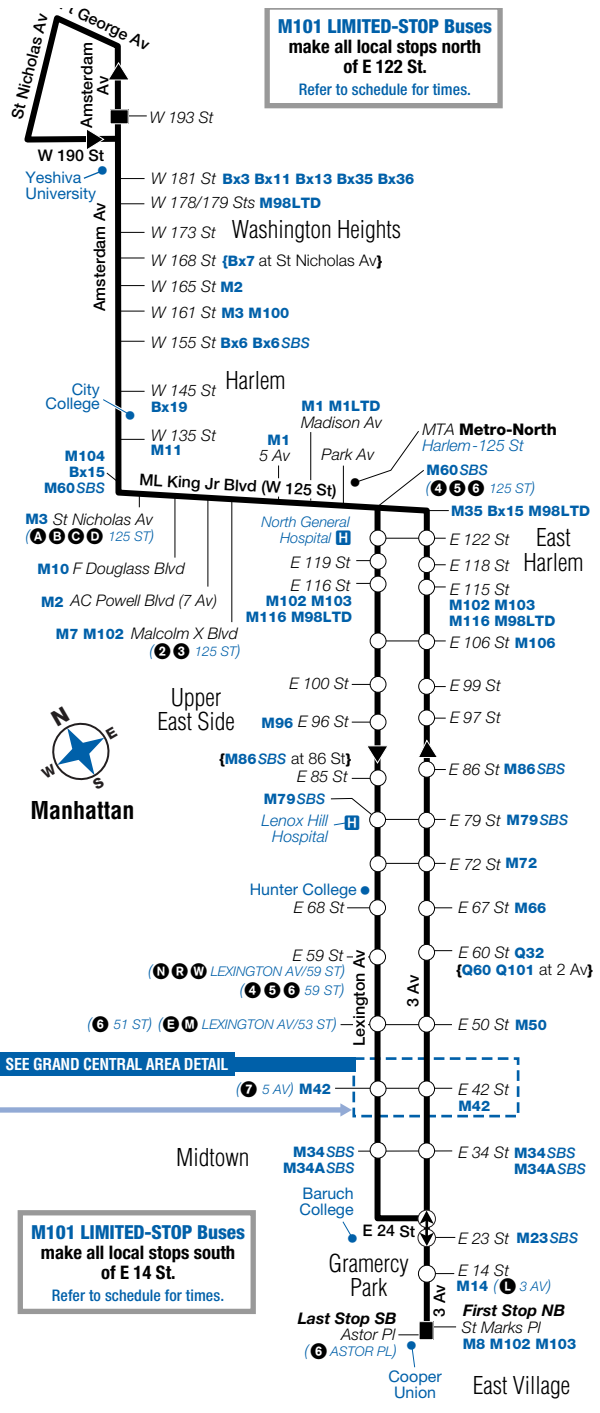 t George Av
St Nicholas Av
Amsterdam
Av
M101 LIMITED-STOP Buses
make all local stops north
of E 122 St.
Refer to schedule for times.
W 193 St
W 190 St
Yeshiva
University
Amsterdam Av
W 181 St Bx3 Bx11 Bx13 Bx35 Bx36
W 178/179 Sts M98LTD
W 173 St
Washington Heights
W 168 St {Bx7 at St Nicholas Av}
W 165 St M2
W 161 St M3 M100
W 155 St Bx6 Bx6SBS
W 145 St
Bx19
Harlem
City
College
W 135 St
M11
M104
Bx15
M60SBS
ML King Jr Blvd (W 125 St)
M1
5 Av
M1 M1LTD
Madison Av
Park Av
MTA Metro-North
Harlem-125 St
M60SBS
(4 5 6 125 ST)
M35 Bx15 M98LTD
M3 St Nicholas Av
(A B C D 125 ST)
M10 F Douglass Blvd
M2 AC Powell Blvd (7 Av)
M7 M102 Malcolm X Blvd
(2 3 125 ST)
North General
Hospital H
E 122 St
East
Harlem
E 119 St
E 118 St
E 116 St
M102 M103
M116 M98LTD
E 115 St
M102 M103
M116 M98LTD
E 106 St M106
Upper
East Side
E 100 St
E 99 St
M96 E 96 St
E 97 St
N
E
S
W
Manhattan
{M86SBS at 86 St}
E 85 St
E 86 St M86SBS
M79SBS
Lenox Hill
Hospital
H
E 79 St M79SBS
E 72 St M72
Hunter College
E 68 St
E 67 St M66
Lexington Av
3 Av
E 59 St
(N R W LEXINGTON AV/59 ST)
(4 5 6 59 ST)
E 60 St Q32
{Q60 Q101 at 2 Av}
(6 51 ST) (E M LEXINGTON AV/53 ST)
E 50 St M50
SEE GRAND CENTRAL AREA DETAIL
(7 5 AV) M42
E 42 St
M42
Midtown
M34SBS
M34ASBS
E 34 St M34SBS
M34ASBS
Baruch
College
E 24 St
E 23 St M23SBS
M101 LIMITED-STOP Buses
make all local stops south
of E 14 St.
Refer to schedule for times.
Gramercy
Park
E 14 St
M14 (L 3 AV)
3 Av
Last Stop SB
Astor Pl
(6 ASTOR PL)
First Stop NB
St Marks Pl
M8 M102 M103
Cooper
Union
East Village